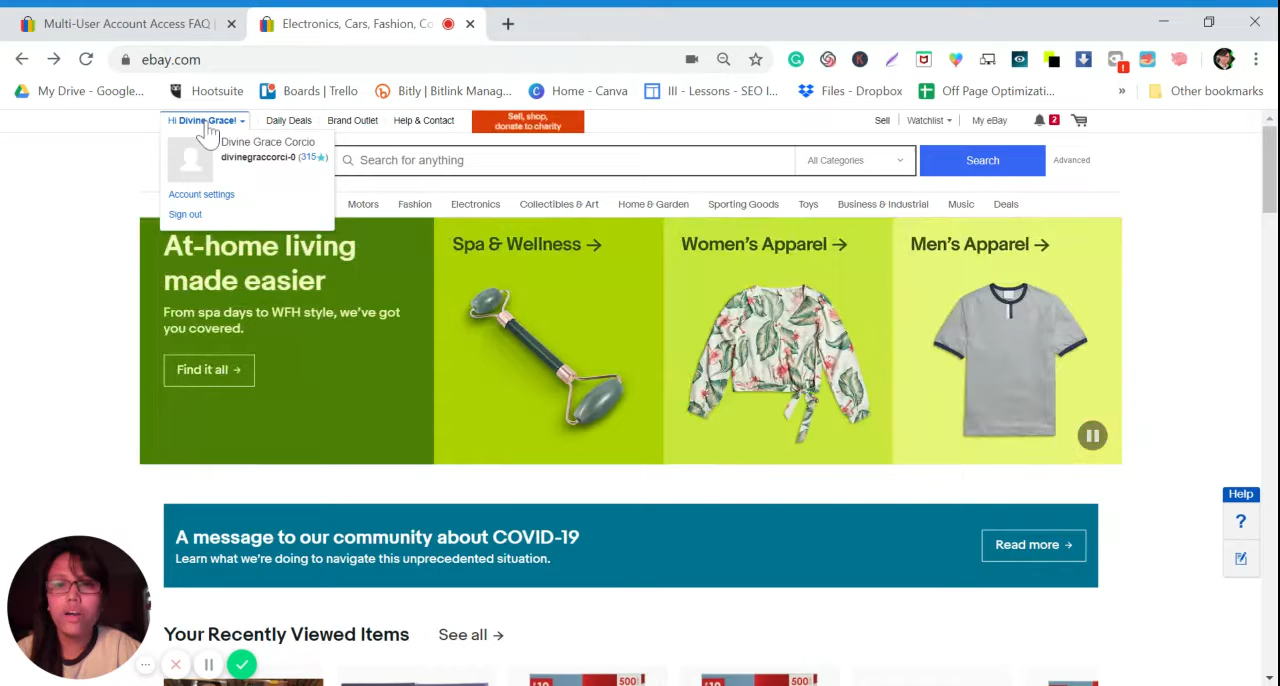 Multi-User Account Access FAQ
Electronics, Cars, Fashion, Co
ebay.com
My Drive - Google...
Hootsuite
Boards | Trello
Bitly | Bitlink Manag...
Home - Canva
III - Lessons - SEO I...
Files - Dropbox
Off Page Optimizati...
»
Other bookmarks
Hi Divine Grace!
Daily Deals
Brand Outlet
Help & Contact
Sell, shop,
donate to charity
Sell
Watchlist
My eBay
2
Divine Grace Corcio
divinegraccorci-0 (315★)
Account settings
Sign out
Search for anything
All Categories
Search
Advanced
Motors
Fashion
Electronics
Collectibles & Art
Home & Garden
Sporting Goods
Toys
Business & Industrial
Music
Deals
At-home living
made easier
From spa days to WFH style, we've got
you covered.
Find it all →
Spa & Wellness →
Women's Apparel →
Men's Apparel →
Help
?
A message to our community about COVID-19
Learn what we're doing to navigate this unprecedented situation.
Read more →
Your Recently Viewed Items
See all →
500
500